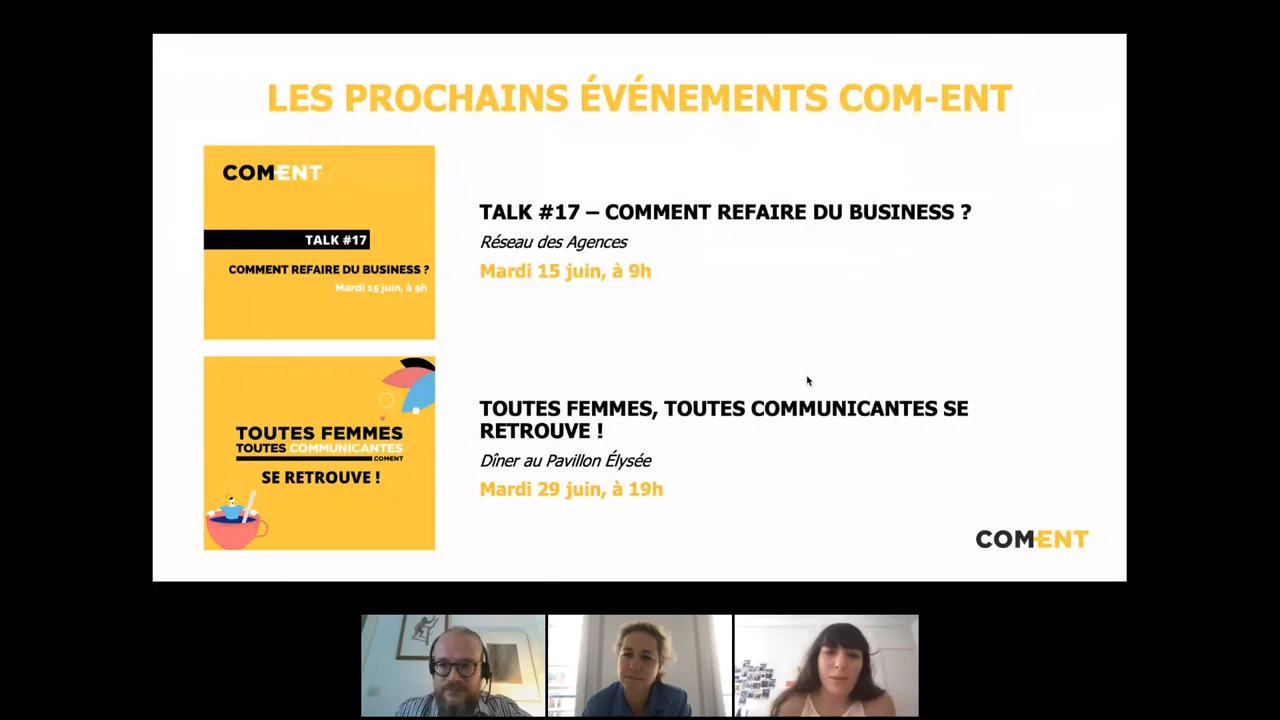 LES PROCHAINS ÉVÉNEMENTS COM-ENT
COMENT
TALK #17
COMMENT REFAIRE DU BUSINESS ?
Mardi 15 juin, à 9h
TALK #17 – COMMENT REFAIRE DU BUSINESS ?
Réseau des Agences
Mardi 15 juin, à 9h
TOUTES FEMMES
TOUTES COMMUNICANTES
COMENT
SE RETROUVE !
TOUTES FEMMES, TOUTES COMMUNICANTES SE
RETROUVE !
Dîner au Pavillon Élysée
Mardi 29 juin, à 19h
COMENT